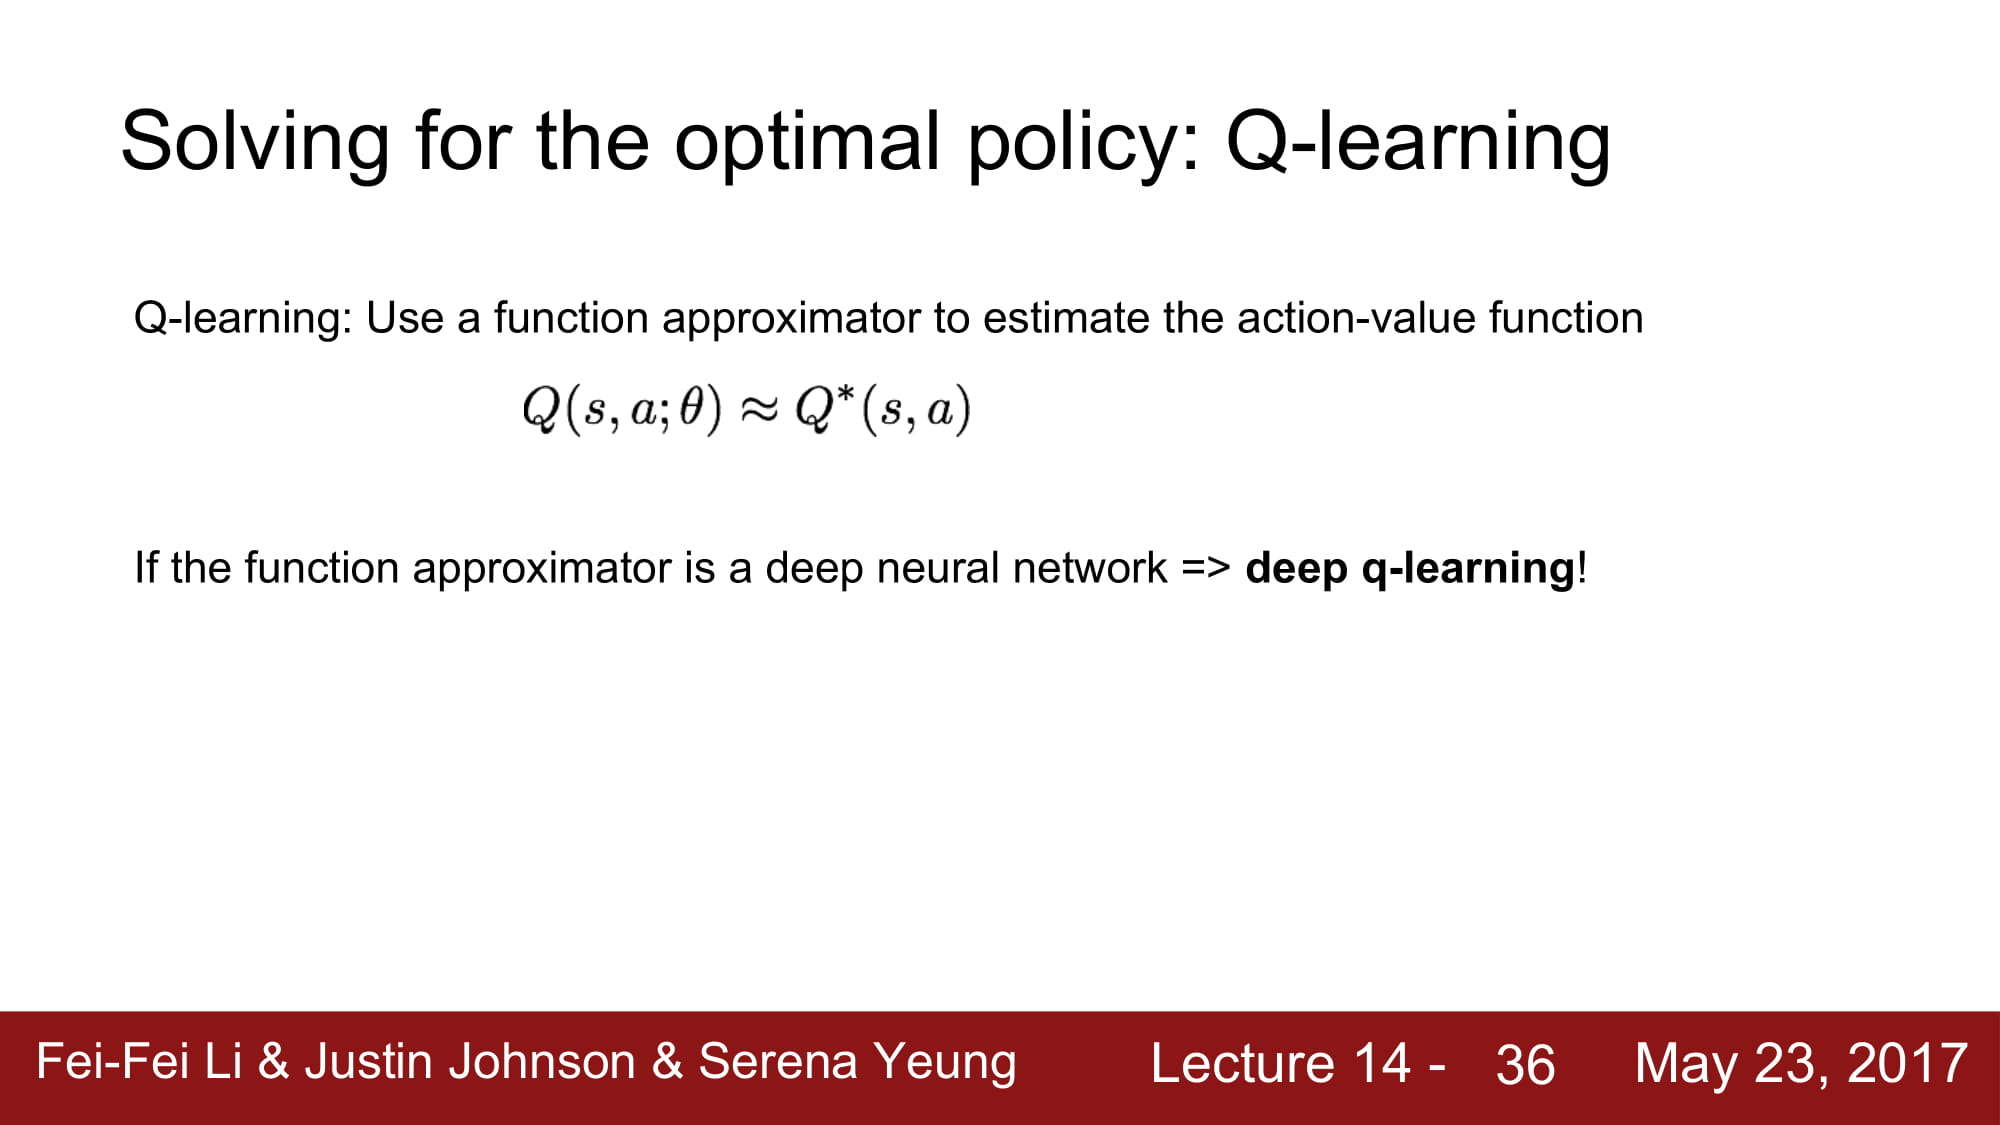 Solving for the optimal policy: Q-learning
Q-learning: Use a function approximator to estimate the action-value function
Q(s, a; θ) ≈ Q*(s, a)
If the function approximator is a deep neural network => deep q-learning!
Fei-Fei Li & Justin Johnson & Serena Yeung Lecture 14 - 36 May 23, 2017